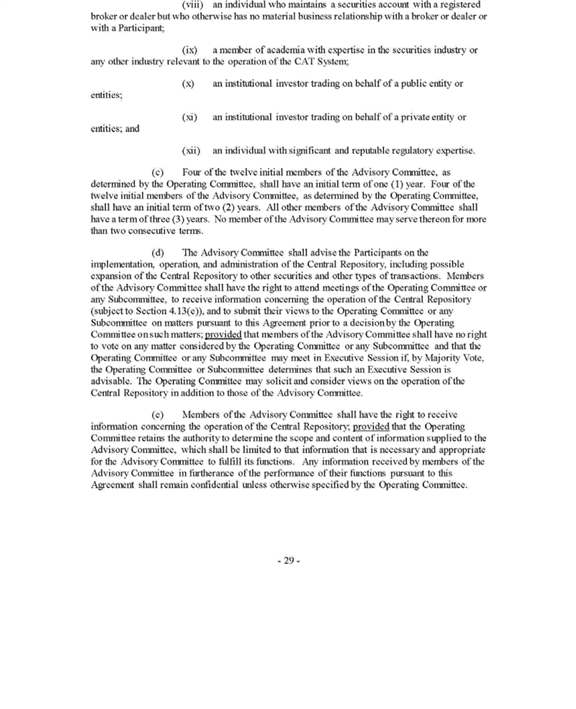 (viii) an individual who maintains a securities account with a registered
broker or dealer but who otherwise has no material business relationship with a broker or dealer or
with a Participant;
(ix) a member of academia with expertise in the securities industry or
any other industry relevant to the operation of the CAT System;
(x) an institutional investor trading on behalf of a public entity or
entities;
(xi) an institutional investor trading on behalf of a private entity or
entities; and
(xii) an individual with significant and reputable regulatory expertise.
(c) Four of the twelve initial members of the Advisory Committee, as
determined by the Operating Committee, shall have an initial term of one (1) year. Four of the
twelve initial members of the Advisory Committee, as determined by the Operating Committee,
shall have an initial term of two (2) years. All other members of the Advisory Committee shall
have a term of three (3) years. No member of the Advisory Committee may serve thereon for more
than two consecutive terms.
(d) The Advisory Committee shall advise the Participants on the
implementation, operation, and administration of the Central Repository, including possible
expansion of the Central Repository to other securities and other types of transactions. Members
of the Advisory Committee shall have the right to attend meetings of the Operating Committee or
any Subcommittee, to receive information concerning the operation of the Central Repository
(subject to Section 4.13(e)), and to submit their views to the Operating Committee or any
Subcommittee on matters pursuant to this Agreement prior to a decision by the Operating
Committee on such matters; provided that members of the Advisory Committee shall have no right
to vote on any matter considered by the Operating Committee or any Subcommittee and that the
Operating Committee or any Subcommittee may meet in Executive Session if, by Majority Vote,
the Operating Committee or Subcommittee determines that such an Executive Session is
advisable. The Operating Committee may solicit and consider views on the operation of the
Central Repository in addition to those of the Advisory Committee.
(e) Members of the Advisory Committee shall have the right to receive
information concerning the operation of the Central Repository; provided that the Operating
Committee retains the authority to determine the scope and content of information supplied to the
Advisory Committee, which shall be limited to that information that is necessary and appropriate
for the Advisory Committee to fulfill its functions. Any information received by members of the
Advisory Committee in furtherance of the performance of their functions pursuant to this
Agreement shall remain confidential unless otherwise specified by the Operating Committee.
- 29 -